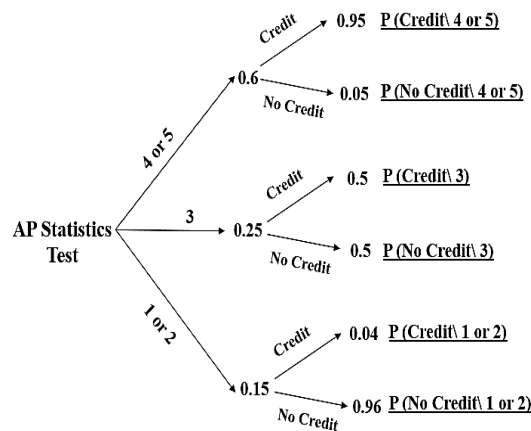 Credit
0.95 P (Credit\ 4 or 5)
0.6
No Credit
0.05 P (No Credit\ 4 or 5)
4 or 5
Credit
0.5 P (Credit\ 3)
AP Statistics
Test
3
0.25
No Credit
0.5 P (No Credit\ 3)
1 or 2
Credit
0.04 P (Credit\ 1 or 2)
0.15
No Credit
0.96 P (No Credit\ 1 or 2)